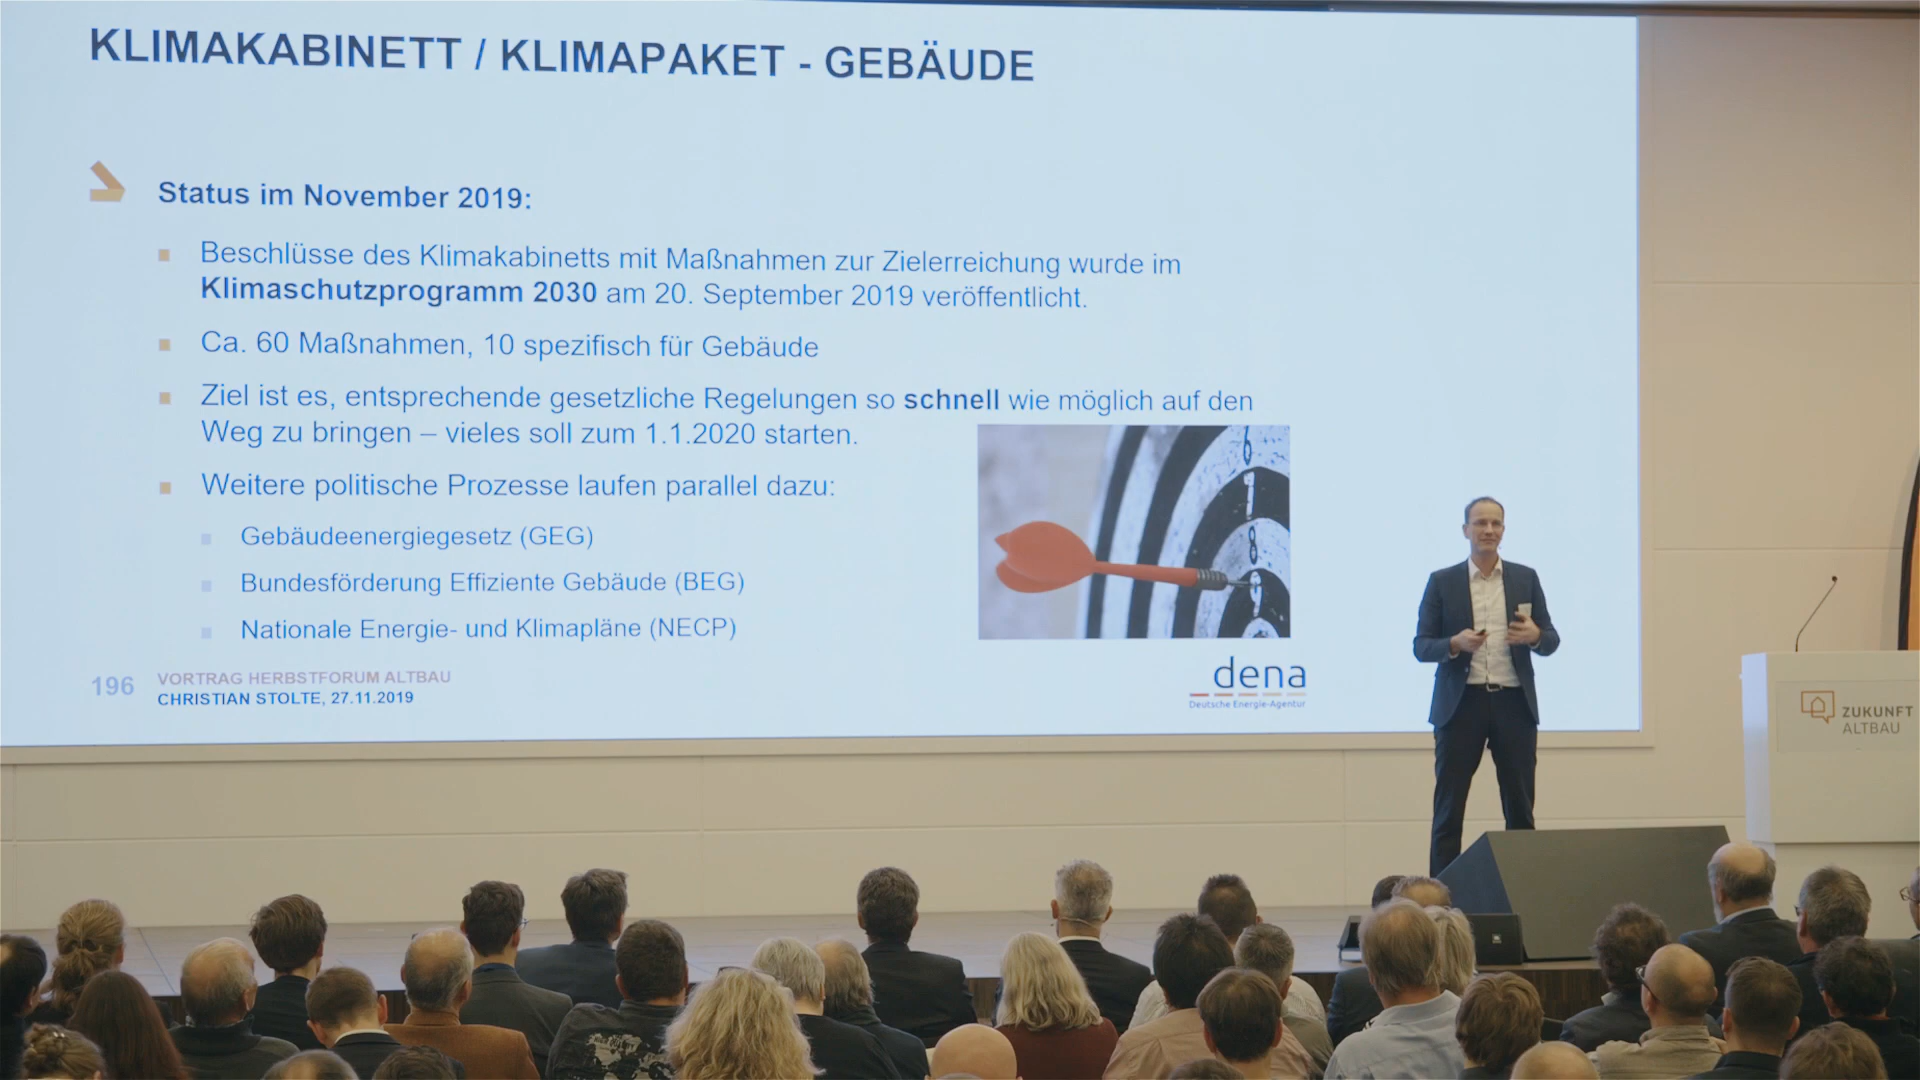 KLIMAKABINETT / KLIMAPAKET - GEBÄUDE
Status im November 2019:
Beschlüsse des Klimakabinetts mit Maßnahmen zur Zielerreichung wurde im
Klimaschutzprogramm 2030 am 20. September 2019 veröffentlicht.
Ca. 60 Maßnahmen, 10 spezifisch für Gebäude
Ziel ist es, entsprechende gesetzliche Regelungen so schnell wie möglich auf den
Weg zu bringen – vieles soll zum 1.1.2020 starten.
Weitere politische Prozesse laufen parallel dazu:
Gebäudeenergiegesetz (GEG)
Bundesförderung Effiziente Gebäude (BEG)
Nationale Energie- und Klimapläne (NECP)
196
VORTRAG HERBSTFORUM ALTBAU
CHRISTIAN STOLTE, 27.11.2019
dena
Deutsche Energie-Agentur
ZUKUNFT
ALTBAU